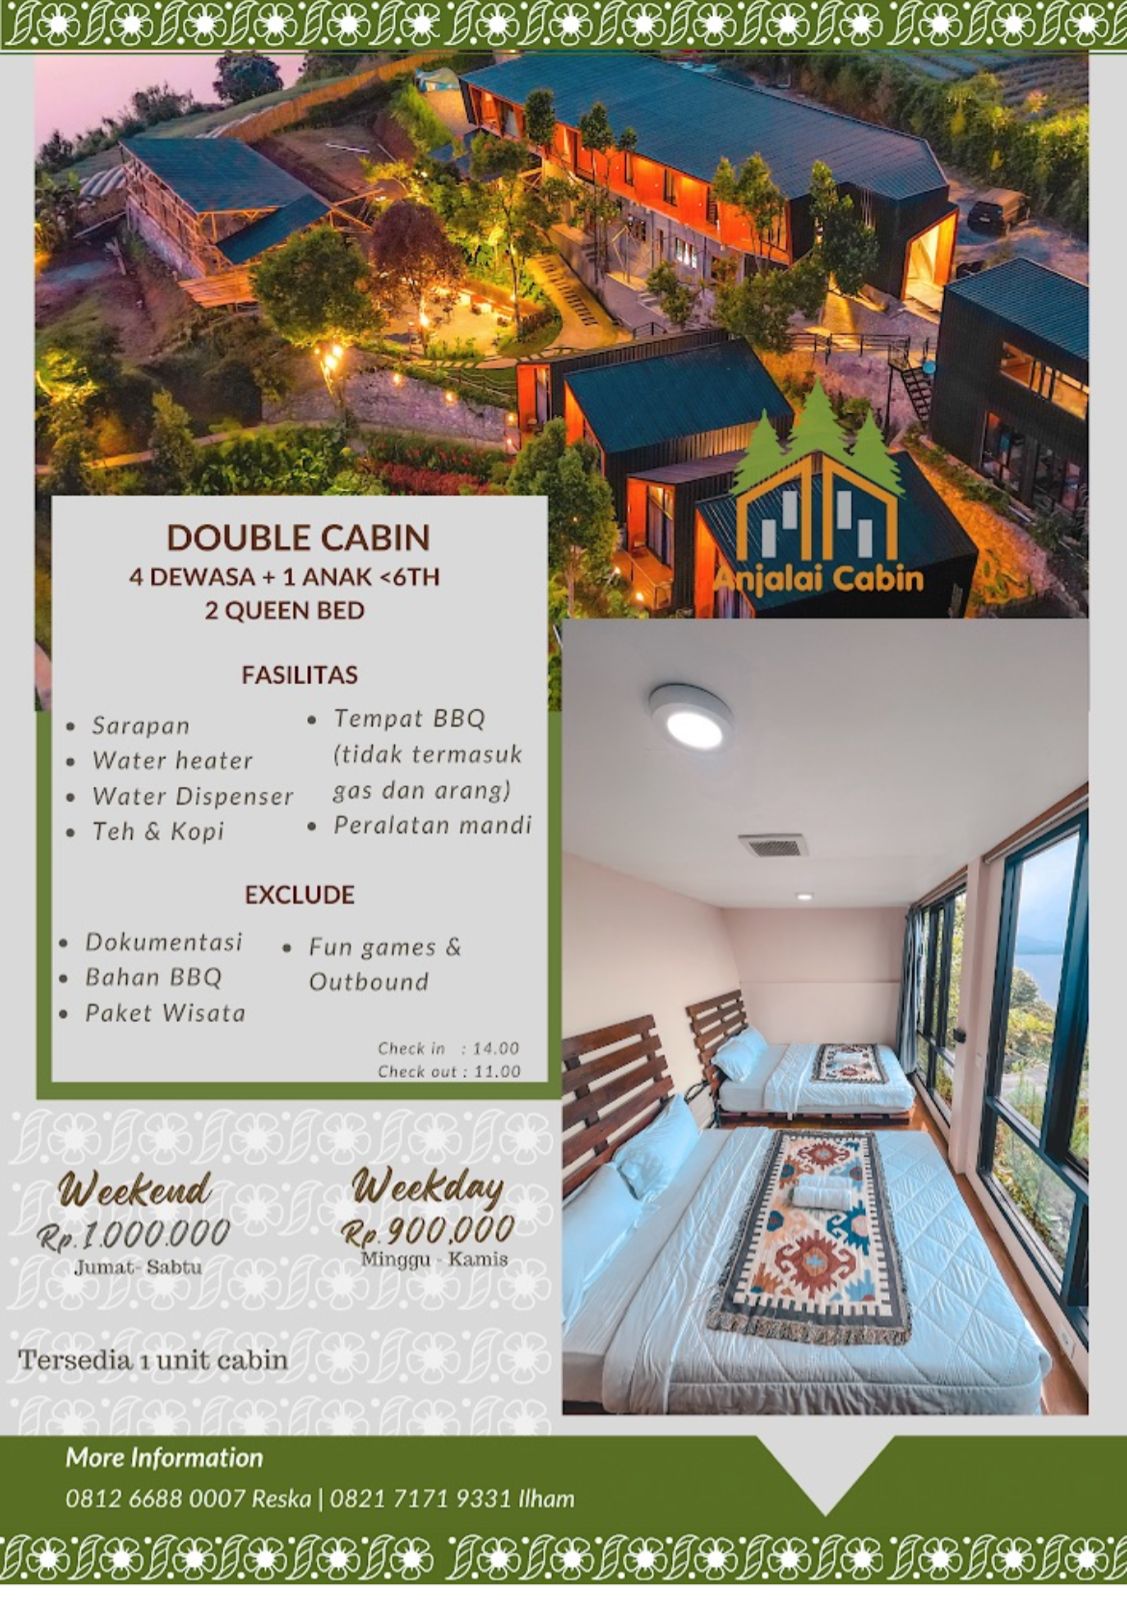 Anjalai Cabin
DOUBLE CABIN
4 DEWASA + 1 ANAK <6TH
2 QUEEN BED
FASILITAS
• Sarapan
• Water heater
• Water Dispenser
• Teh & Kopi
• Tempat BBQ
(tidak termasuk
gas dan arang)
• Peralatan mandi
EXCLUDE
• Dokumentasi
• Bahan BBQ
• Paket Wisata
• Fun games &
Outbound
Check in : 14.00
Check out : 11.00
Weekend
Rp.1.000.000
Jumat- Sabtu
Weekday
Rp.900,000
Minggu - Kamis
Tersedia 1 unit cabin
More Information
0812 6688 0007 Reska | 0821 7171 9331 Ilham